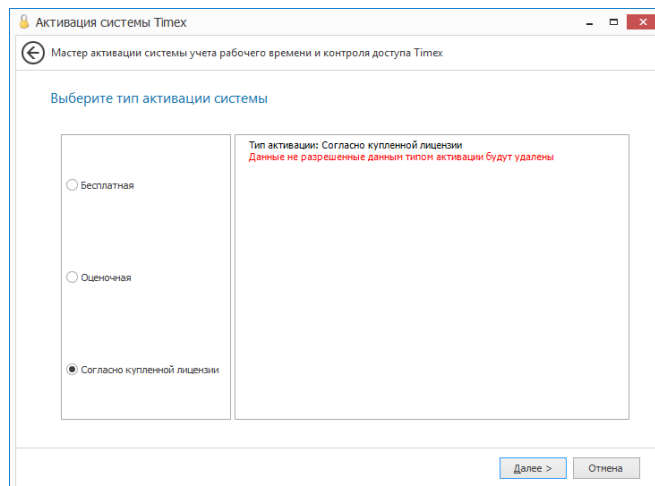 Активация системы Timex
Мастер активации системы учета рабочего времени и контроля доступа Timex
Выберите тип активации системы
Бесплатная
Оценочная
Согласно купленной лицензии
Тип активации: Согласно купленной лицензии
Данные не разрешенные данным типом активации будут удалены
Далее >
Отмена